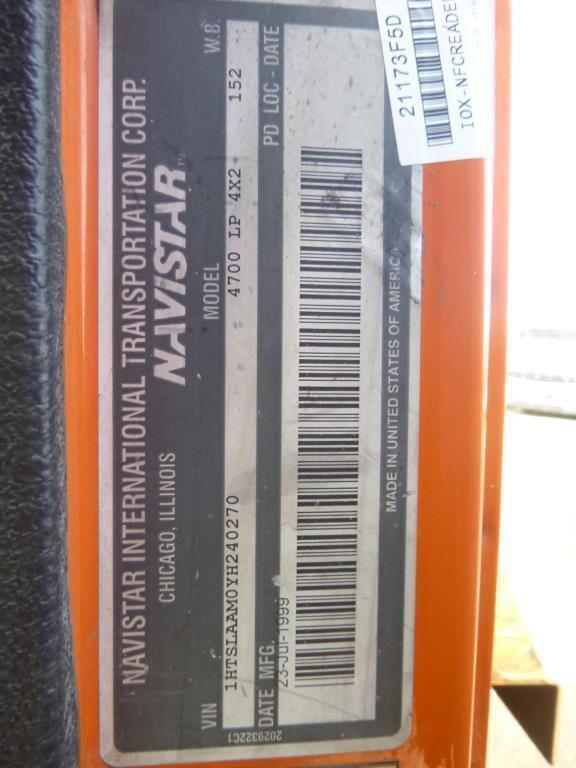 NAVISTAR INTERNATIONAL TRANSPORTATION CORP.
CHICAGO, ILLINOIS
NAVISTAR
VIN MODEL W.B.
1HTSLAAM0YH240270 4700 LP 4X2 152
DATE MFG. PD LOC - DATE
23-Jul-1999
MADE IN UNITED STATES OF AMERICA
2029322C1
21173F5D
IOX-NFCREADE